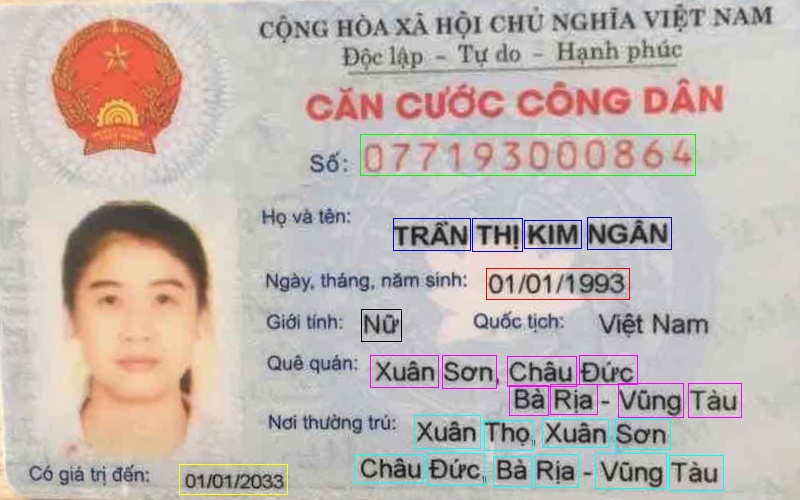 CỘNG HÒA XÃ HỘI CHỦ NGHĨA VIỆT NAM
Độc lập – Tự do – Hạnh phúc
CĂN CƯỚC CÔNG DÂN
Số: 077193000864
Họ và tên:
TRẦN THỊ KIM NGÂN
Ngày, tháng, năm sinh: 01/01/1993
Giới tính: Nữ Quốc tịch: Việt Nam
Quê quán: Xuân Sơn, Châu Đức
Bà Rịa - Vũng Tàu
Nơi thường trú: Xuân Thọ, Xuân Sơn
Châu Đức, Bà Rịa - Vũng Tàu
Có giá trị đến: 01/01/2033